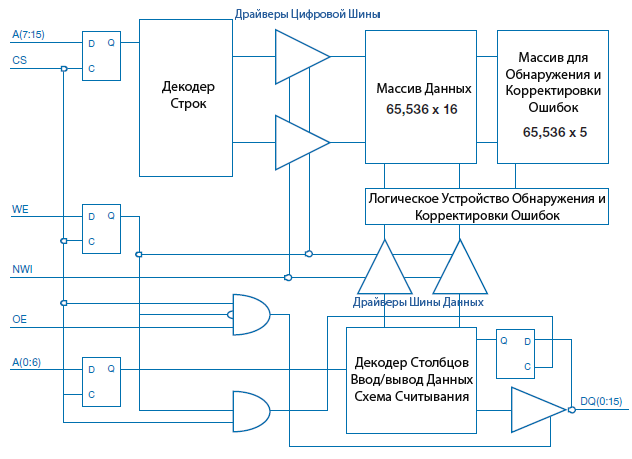 Драйверы Цифровой Шины
A(7:15)
D
Q
CS
C
Декодер
Строк
Массив Данных
65,536 x 16
Массив для
Обнаружения и
Корректировки
Ошибок
65,536 x 5
Логическое Устройство Обнаружения и
Корректировки Ошибок
WE
D
Q
C
NWI
Драйверы Шины Данных
OE
A(0:6)
D
Q
C
Декодер Столбцов
Ввод/вывод Данных
Схема Считывания
Q
D
C
DQ(0:15)